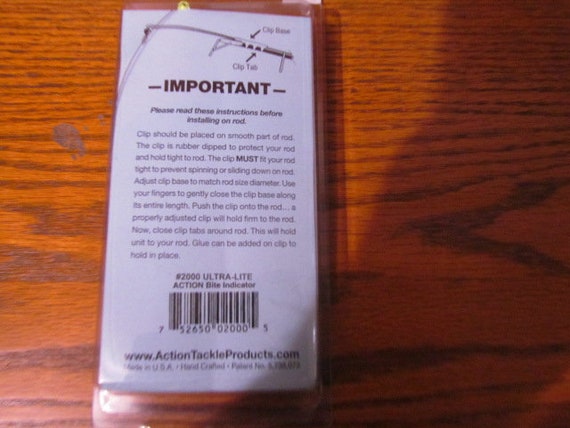 Clip Base
Clip Tab
—IMPORTANT—
Please read these instructions before
installing on rod.
Clip should be placed on smooth part of rod.
The clip is rubber dipped to protect your rod
and hold tight to rod. The clip MUST fit your rod
tight to prevent spinning or sliding down on rod.
Adjust clip base to match rod size diameter. Use
your fingers to gently close the clip base along
its entire length. Push the clip onto the rod... a
properly adjusted clip will hold firm to the rod.
Now, close clip tabs around rod. This will hold
unit to your rod. Glue can be added on clip to
hold in place.
#2000 ULTRA-LITE
ACTION Bite Indicator
7 52650 02000 5
www.ActionTackleProducts.com
Made in U.S.A. • Hand Crafted • Patent No. 5,738,073